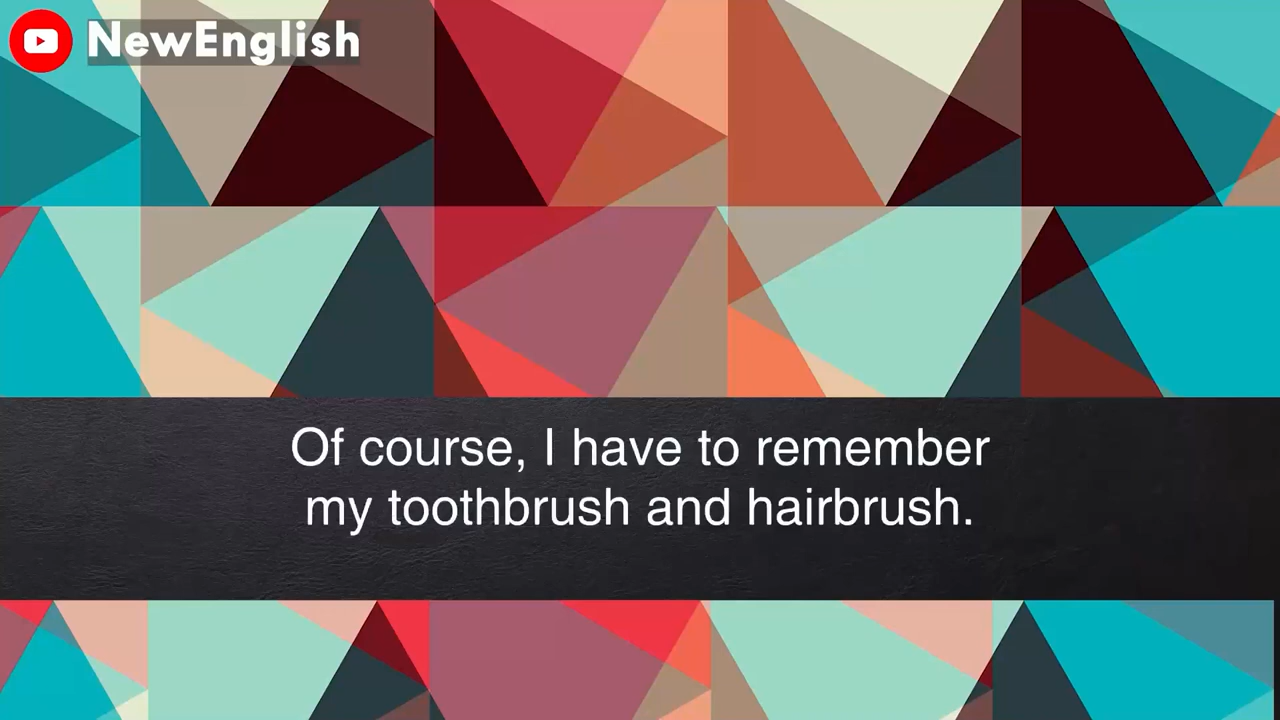 NewEnglish
Of course, I have to remember
my toothbrush and hairbrush.